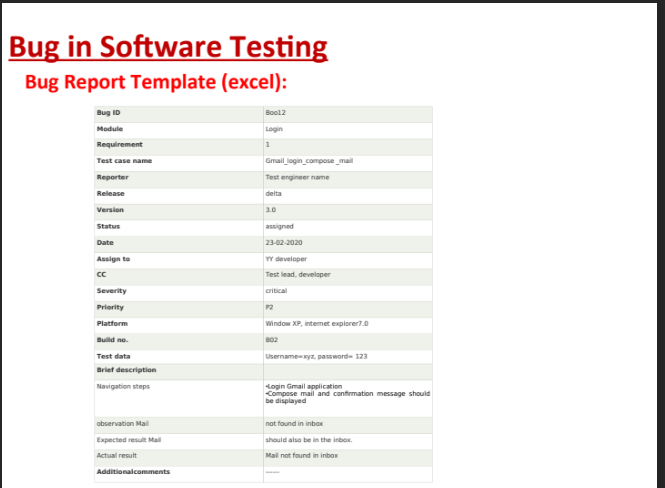 Bug in Software Testing
Bug Report Template (excel):
Bug ID Boo12
Module Login
Requirement 1
Test case name Gmail_login_compose _mail
Reporter Test engineer name
Release delta
Version 3.0
Status assigned
Date 23-02-2020
Assign to YY developer
CC Test lead, developer
Severity critical
Priority P2
Platform Window XP, internet explorer7.0
Build no. B02
Test data Username=xyz, password= 123
Brief description
Navigation steps •Login Gmail application
•Compose mail and confirmation message should
be displayed
observation Mail not found in inbox
Expected result Mail should also be in the inbox.
Actual result Mail not found in inbox
Additionalcomments -----